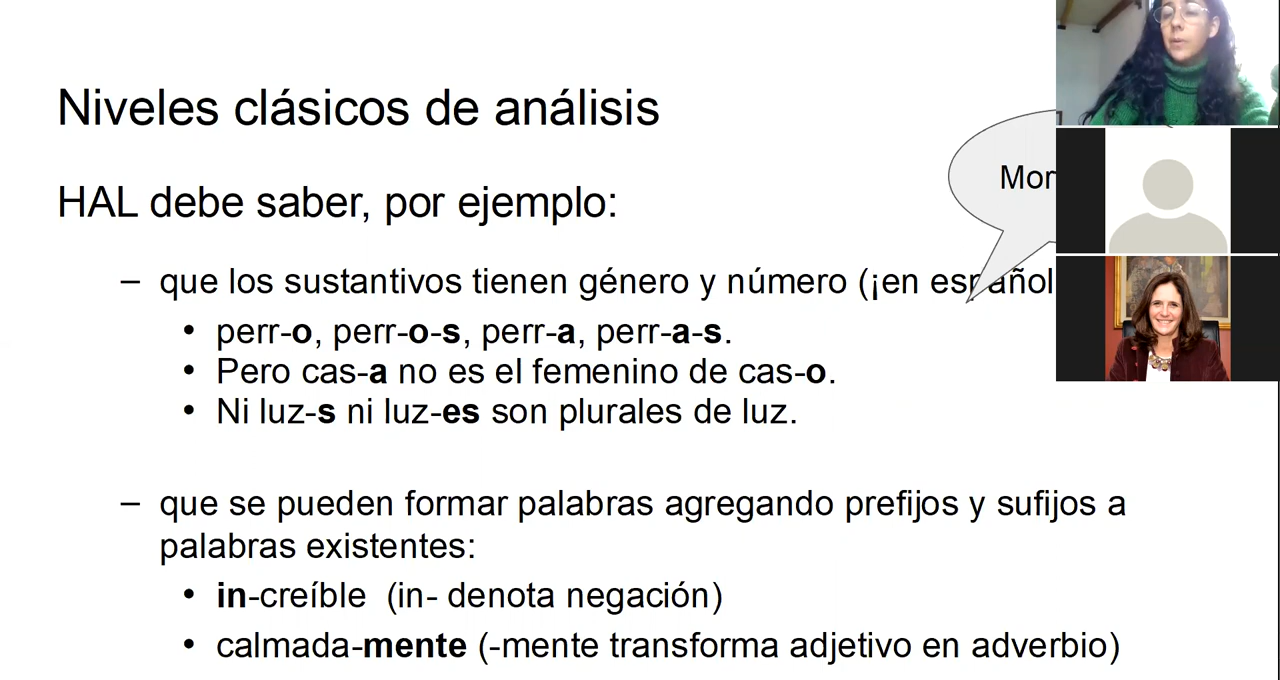 Niveles clásicos de análisis
HAL debe saber, por ejemplo:
– que los sustantivos tienen género y número (¡en español
• perr-o, perr-o-s, perr-a, perr-a-s.
• Pero cas-a no es el femenino de cas-o.
• Ni luz-s ni luz-es son plurales de luz.
– que se pueden formar palabras agregando prefijos y sufijos a
palabras existentes:
• in-creíble (in- denota negación)
• calmada-mente (-mente transforma adjetivo en adverbio)